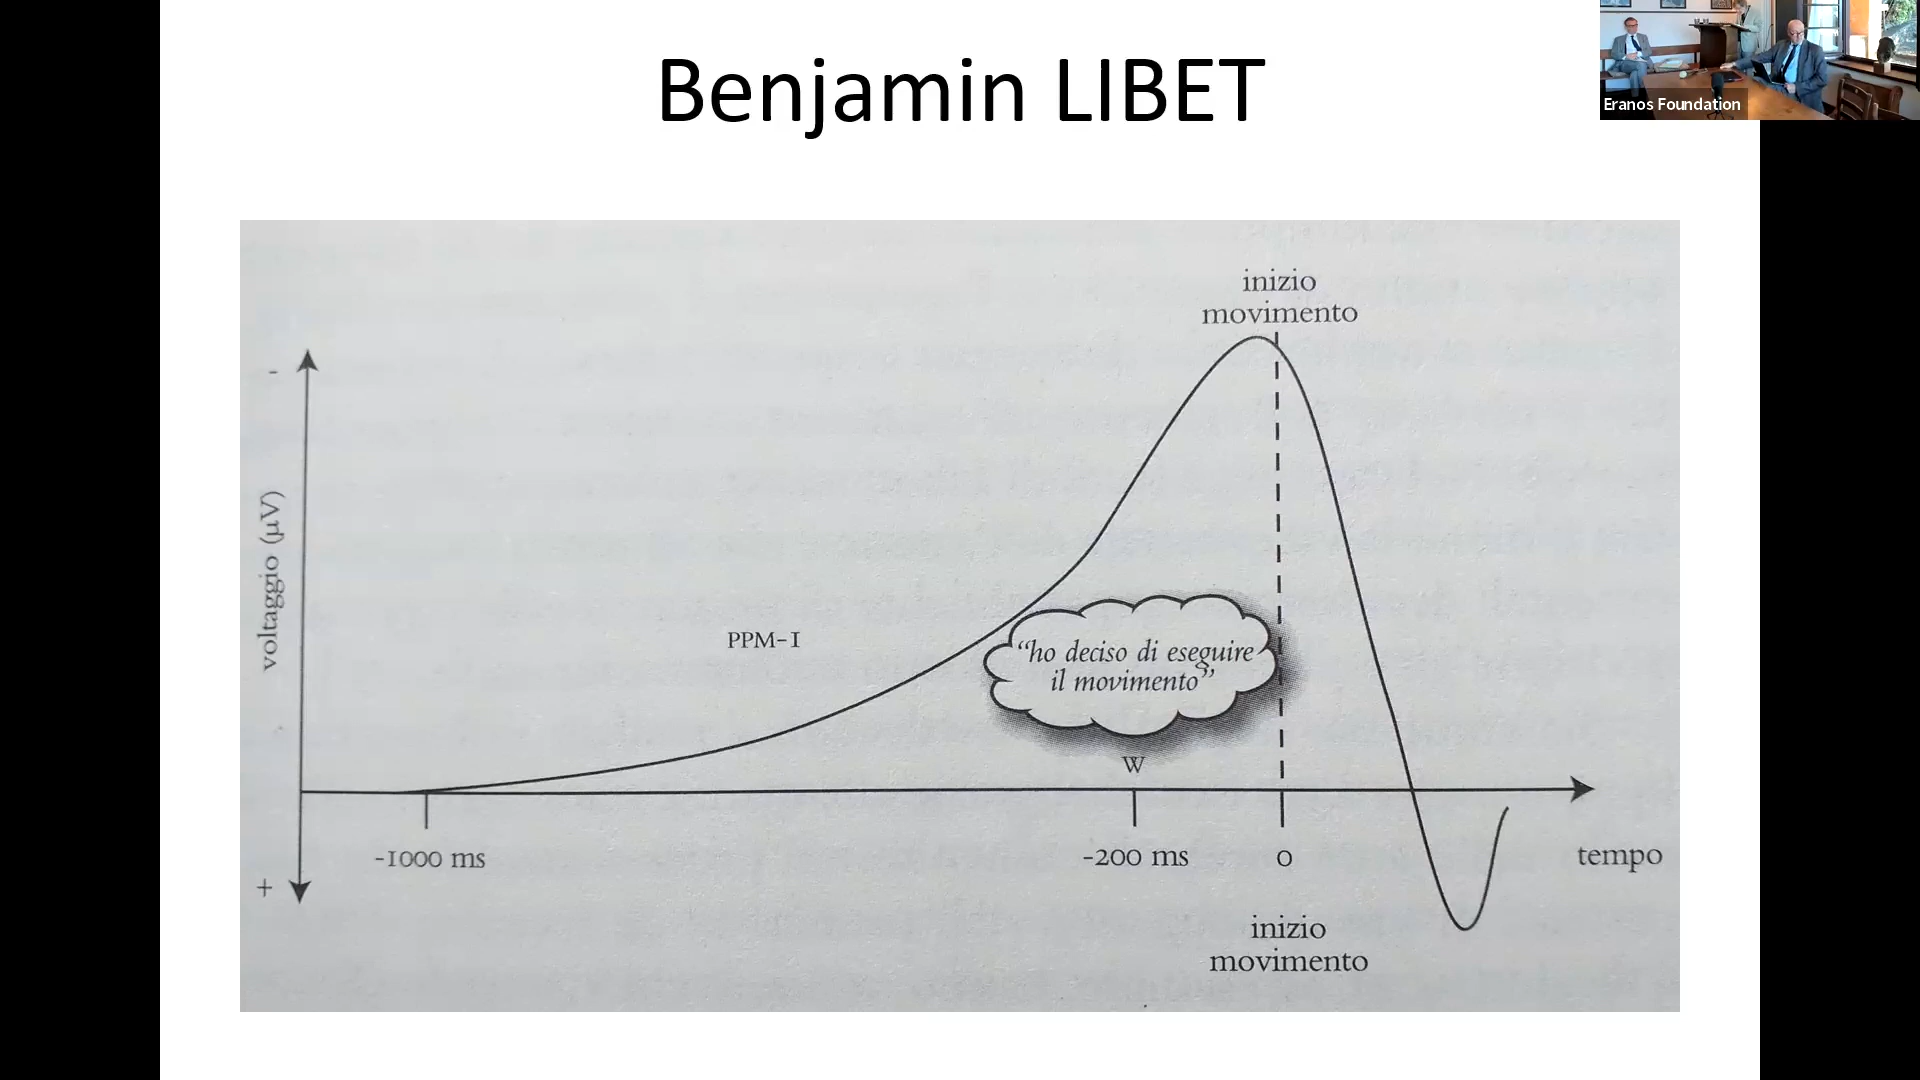 Benjamin LIBET
Eranos Foundation
inizio
movimento
-
voltaggio (μV)
PPM-I
“ho deciso di eseguire
il movimento”
W
-1000 ms
-200 ms
0
tempo
+
inizio
movimento